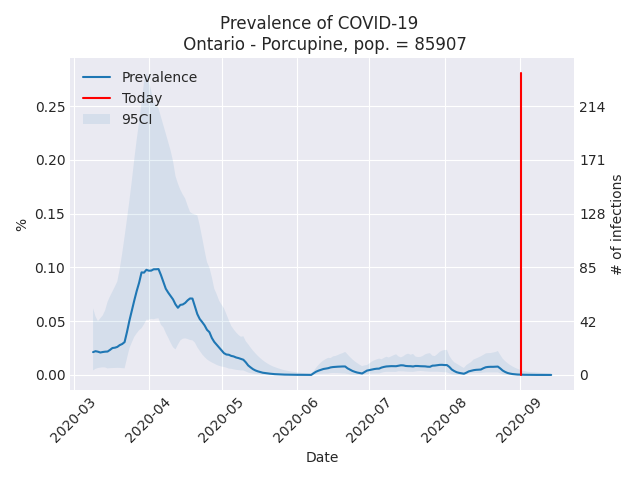 Prevalence of COVID-19
Ontario - Porcupine, pop. = 85907
Prevalence
Today
95CI
0.25
0.20
0.15
0.10
0.05
0.00
%
214
171
128
85
42
0
# of infections
2020-03
2020-04
2020-05
2020-06
2020-07
2020-08
2020-09
Date